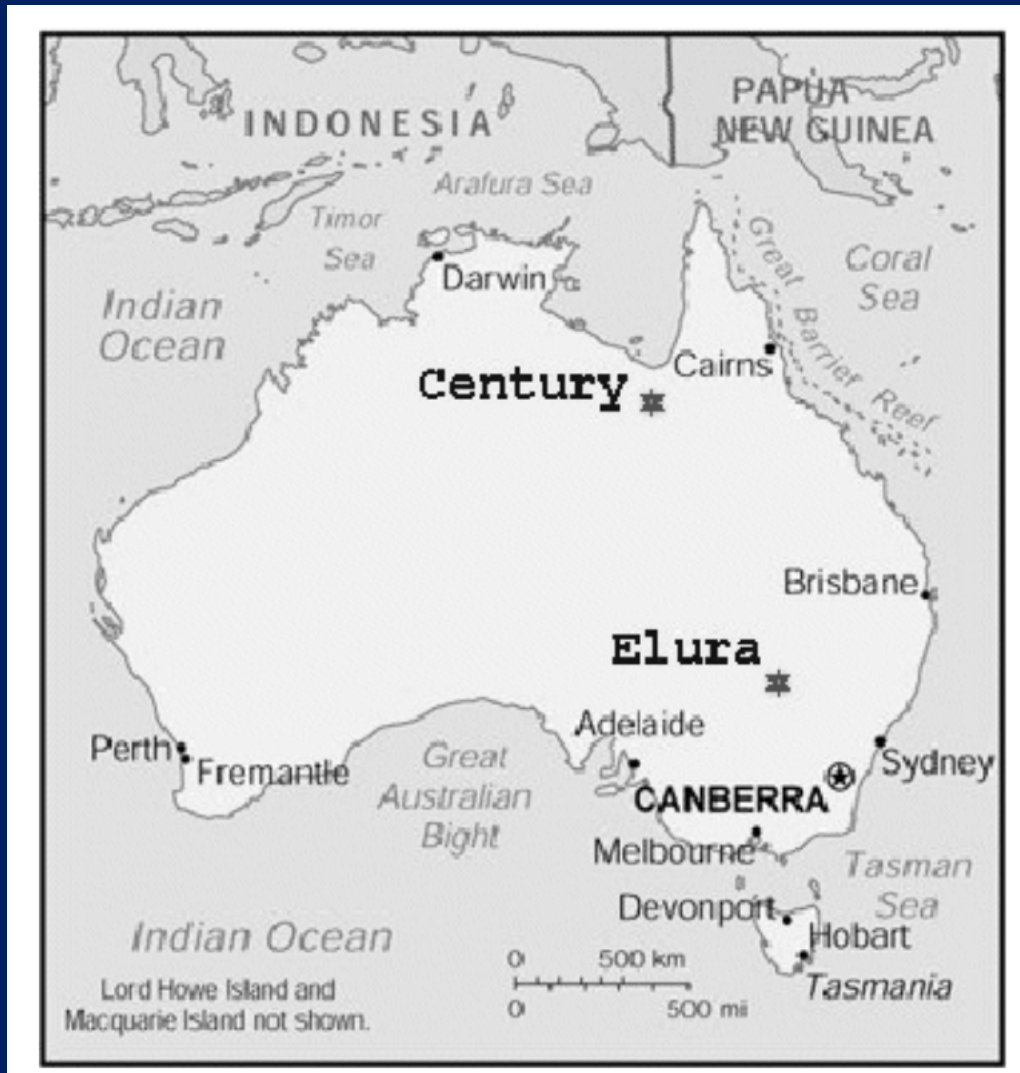 INDONESIA
PAPUA
NEW GUINEA
Arafura Sea
Timor
Sea
Great Barrier Reef
Coral
Sea
Darwin
Indian
Ocean
Cairns
Century
Brisbane
Elura
Adelaide
Perth
Fremantle
Great
Australian
Bight
Sydney
CANBERRA
Melbourne
Tasman
Sea
Devonport
Hobart
Tasmania
Indian Ocean
0 500 km
0 500 mi
Lord Howe Island and
Macquarie Island not shown.